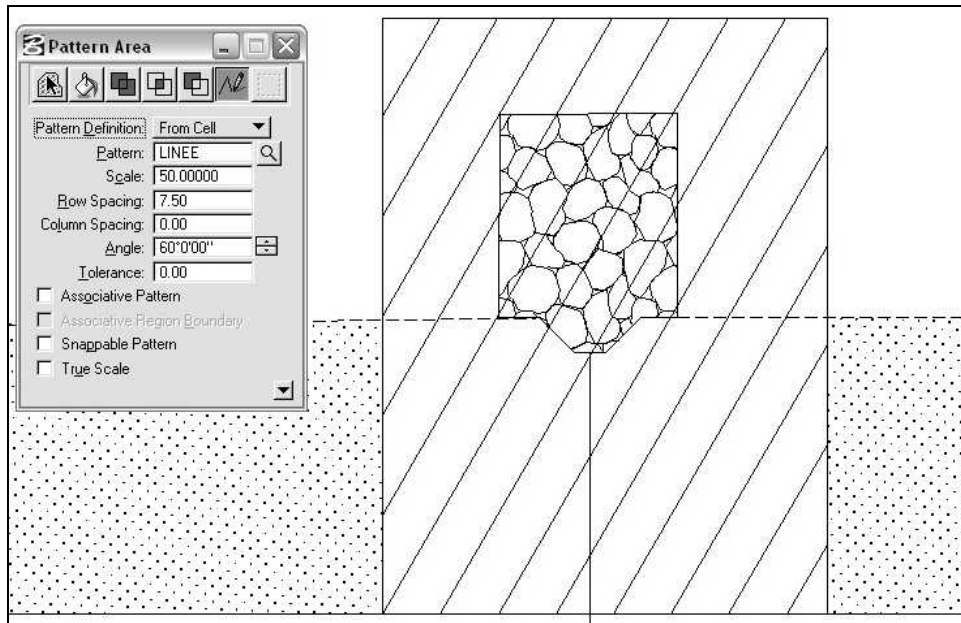 Pattern Area
Pattern Definition: From Cell
Pattern: LINEE
Scale: 50.00000
Row Spacing: 7.50
Column Spacing: 0.00
Angle: 60°0'00"
Tolerance: 0.00
Associative Pattern
Associative Region Boundary
Snappable Pattern
True Scale